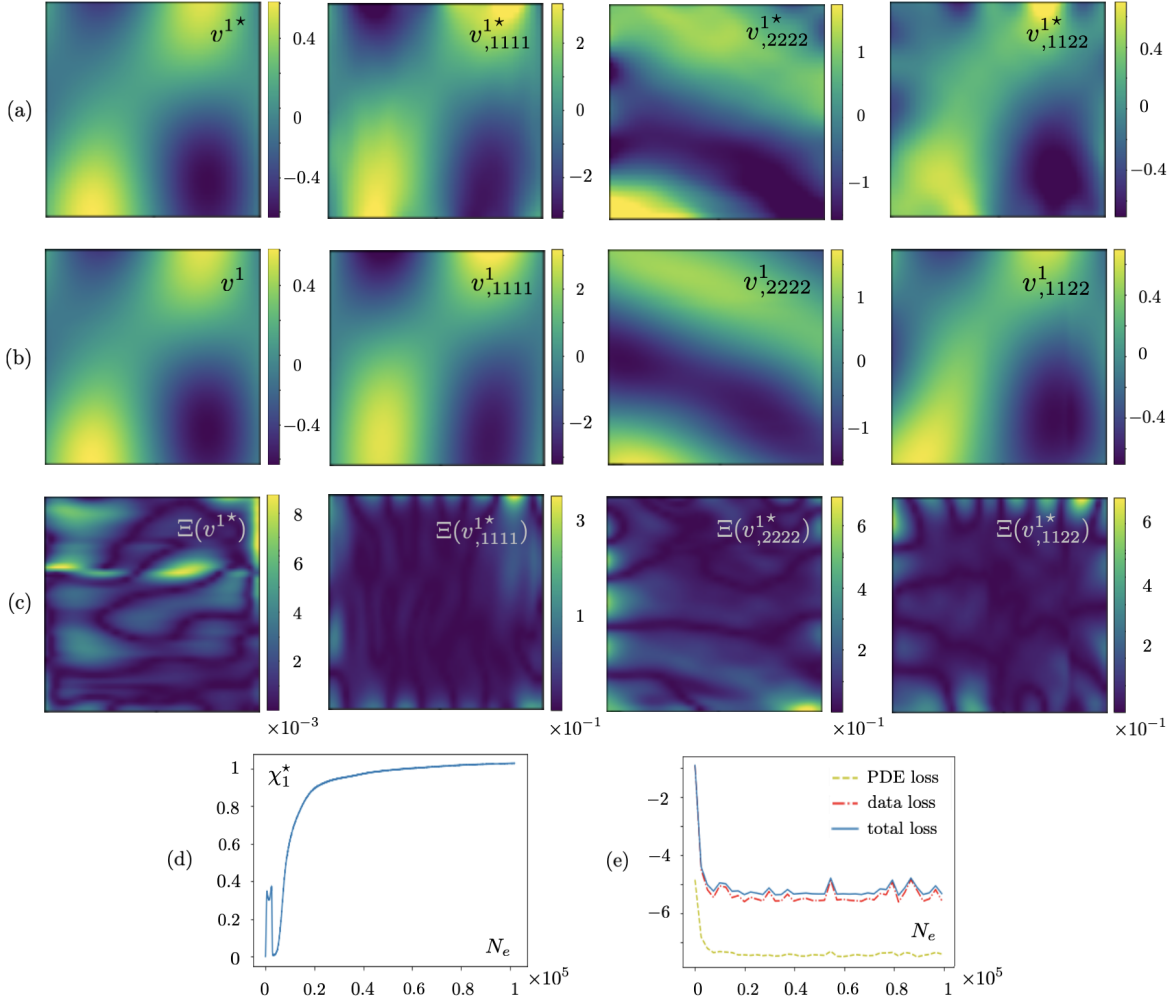 (a)
v^{1⋆}
0.4
0
−0.4
v^{1⋆}_{,1111}
2
0
−2
v^{1⋆}_{,2222}
1
0
−1
v^{1⋆}_{,1122}
0.4
0
−0.4
(b)
v^1
0.4
0
−0.4
v^1_{,1111}
2
0
−2
v^1_{,2222}
1
0
−1
v^1_{,1122}
0.4
0
−0.4
(c)
Ξ(v^{1⋆})
8
6
4
2
×10^{−3}
Ξ(v^{1⋆}_{,1111})
3
1
×10^{−1}
Ξ(v^{1⋆}_{,2222})
6
4
2
×10^{−1}
Ξ(v^{1⋆}_{,1122})
6
4
2
×10^{−1}
(d)
χ^⋆_1
1
0.8
0.6
0.4
0.2
0
N_e
0 0.2 0.4 0.6 0.8 1
×10^5
(e)
PDE loss
data loss
total loss
−2
−4
−6
N_e
0 0.2 0.4 0.6 0.8 1
×10^5